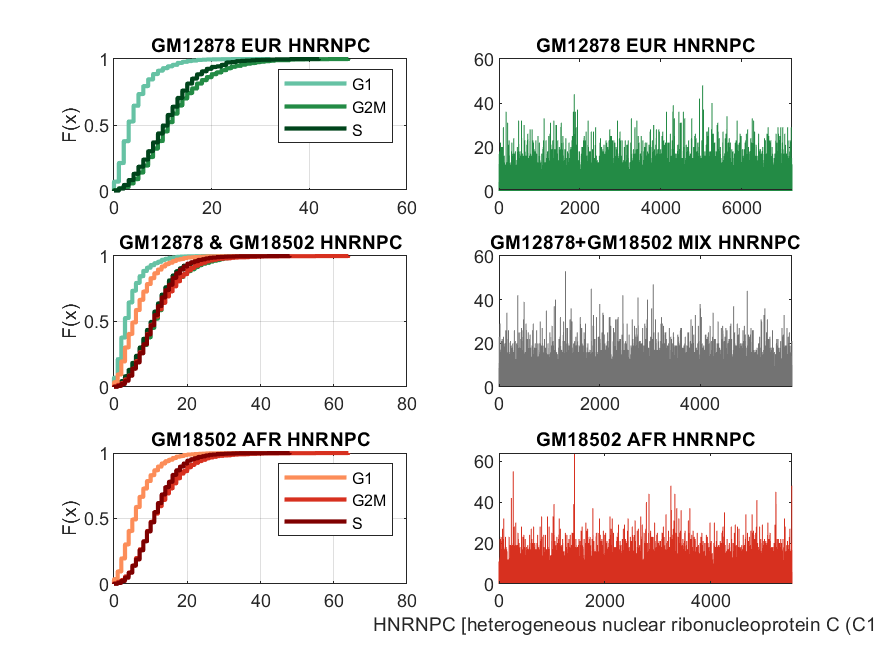 GM12878 EUR HNRNPC
1
0.5
0
F(x)
0 20 40 60
G1
G2M
S
GM12878 EUR HNRNPC
60
40
20
0
0 2000 4000 6000
GM12878 & GM18502 HNRNPC
1
0.5
0
F(x)
0 20 40 60 80
GM12878+GM18502 MIX HNRNPC
60
40
20
0
0 2000 4000
GM18502 AFR HNRNPC
1
0.5
0
F(x)
0 20 40 60 80
G1
G2M
S
GM18502 AFR HNRNPC
60
40
20
0
0 2000 4000
HNRNPC [heterogeneous nuclear ribonucleoprotein C (C1